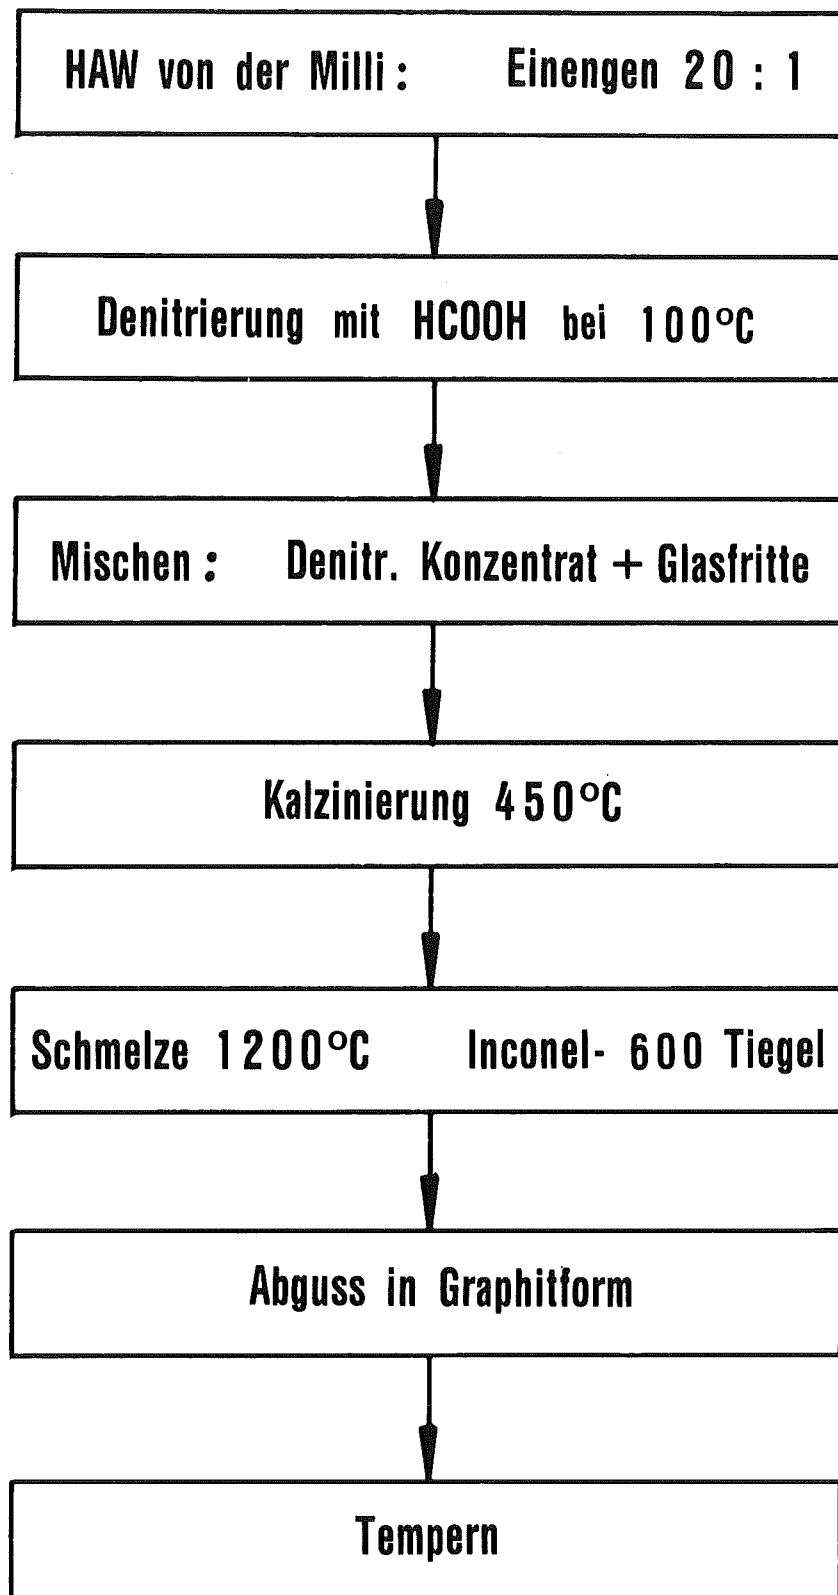 HAW von der Milli : Einengen 20 : 1
Denitrierung mit HCOOH bei 100°C
Mischen : Denitr. Konzentrat + Glasfritte
Kalzinierung 450°C
Schmelze 1200°C Inconel- 600 Tiegel
Abguss in Graphitform
Tempern